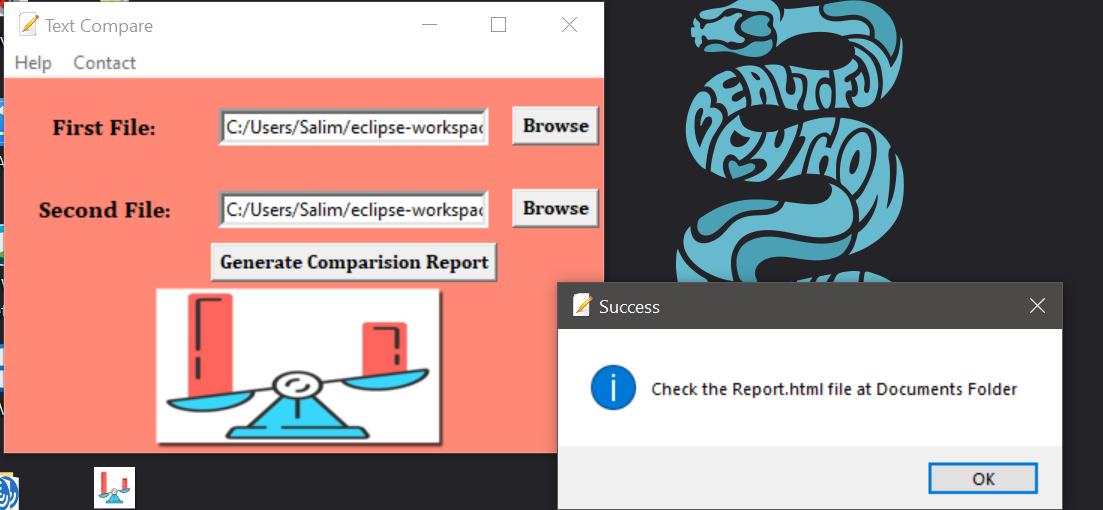 Text Compare
Help Contact
First File:
C:/Users/Salim/eclipse-workspac
Browse
Second File:
C:/Users/Salim/eclipse-workspac
Browse
Generate Comparision Report
BEAUTIFUL
PYTHON
Success
Check the Report.html file at Documents Folder
OK